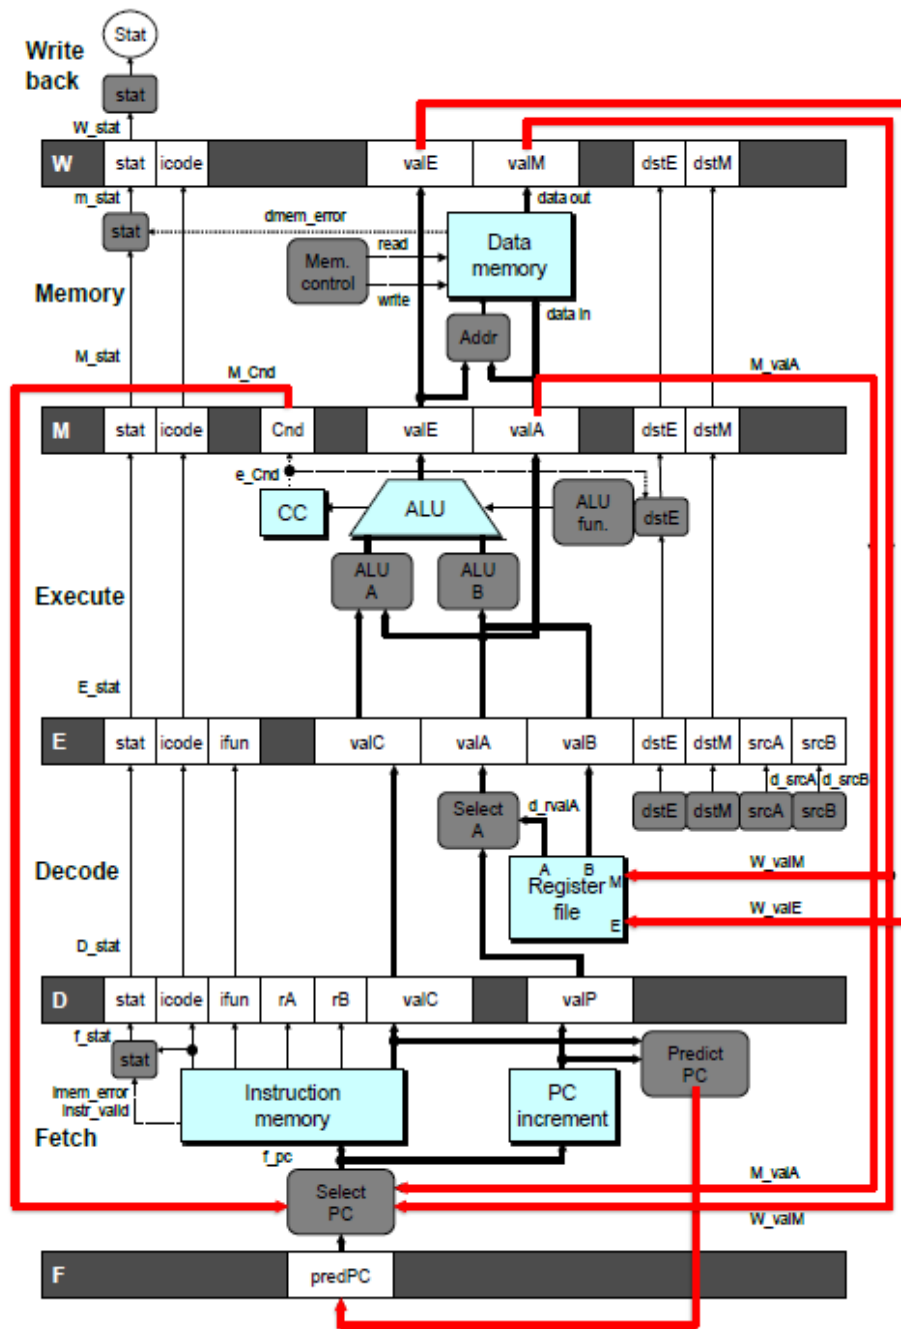 Stat
Write
back
stat
W_stat
W stat icode valE valM dstE dstM
m_stat
data out
dmem_error
stat
read
Data
memory
Mem.
control
write
Memory
data in
Addr
M_stat
M_Cnd
M_valA
M stat icode Cnd valE valA dstE dstM
e_Cnd
CC
ALU
ALU
fun.
dstE
ALU
A
ALU
B
Execute
E_stat
E stat icode ifun valC valA valB dstE dstM srcA srcB
d_srcA d_srcB
Select
A
d_rvalA
dstE dstM srcA srcB
Decode
A B
W_valM
Register
file
M
W_valE
E
D_stat
D stat icode ifun rA rB valC valP
f_stat
stat
Predict
PC
Imem_error
Instr_valid
Instruction
memory
PC
increment
Fetch
f_pc
M_valA
Select
PC
W_valM
F predPC